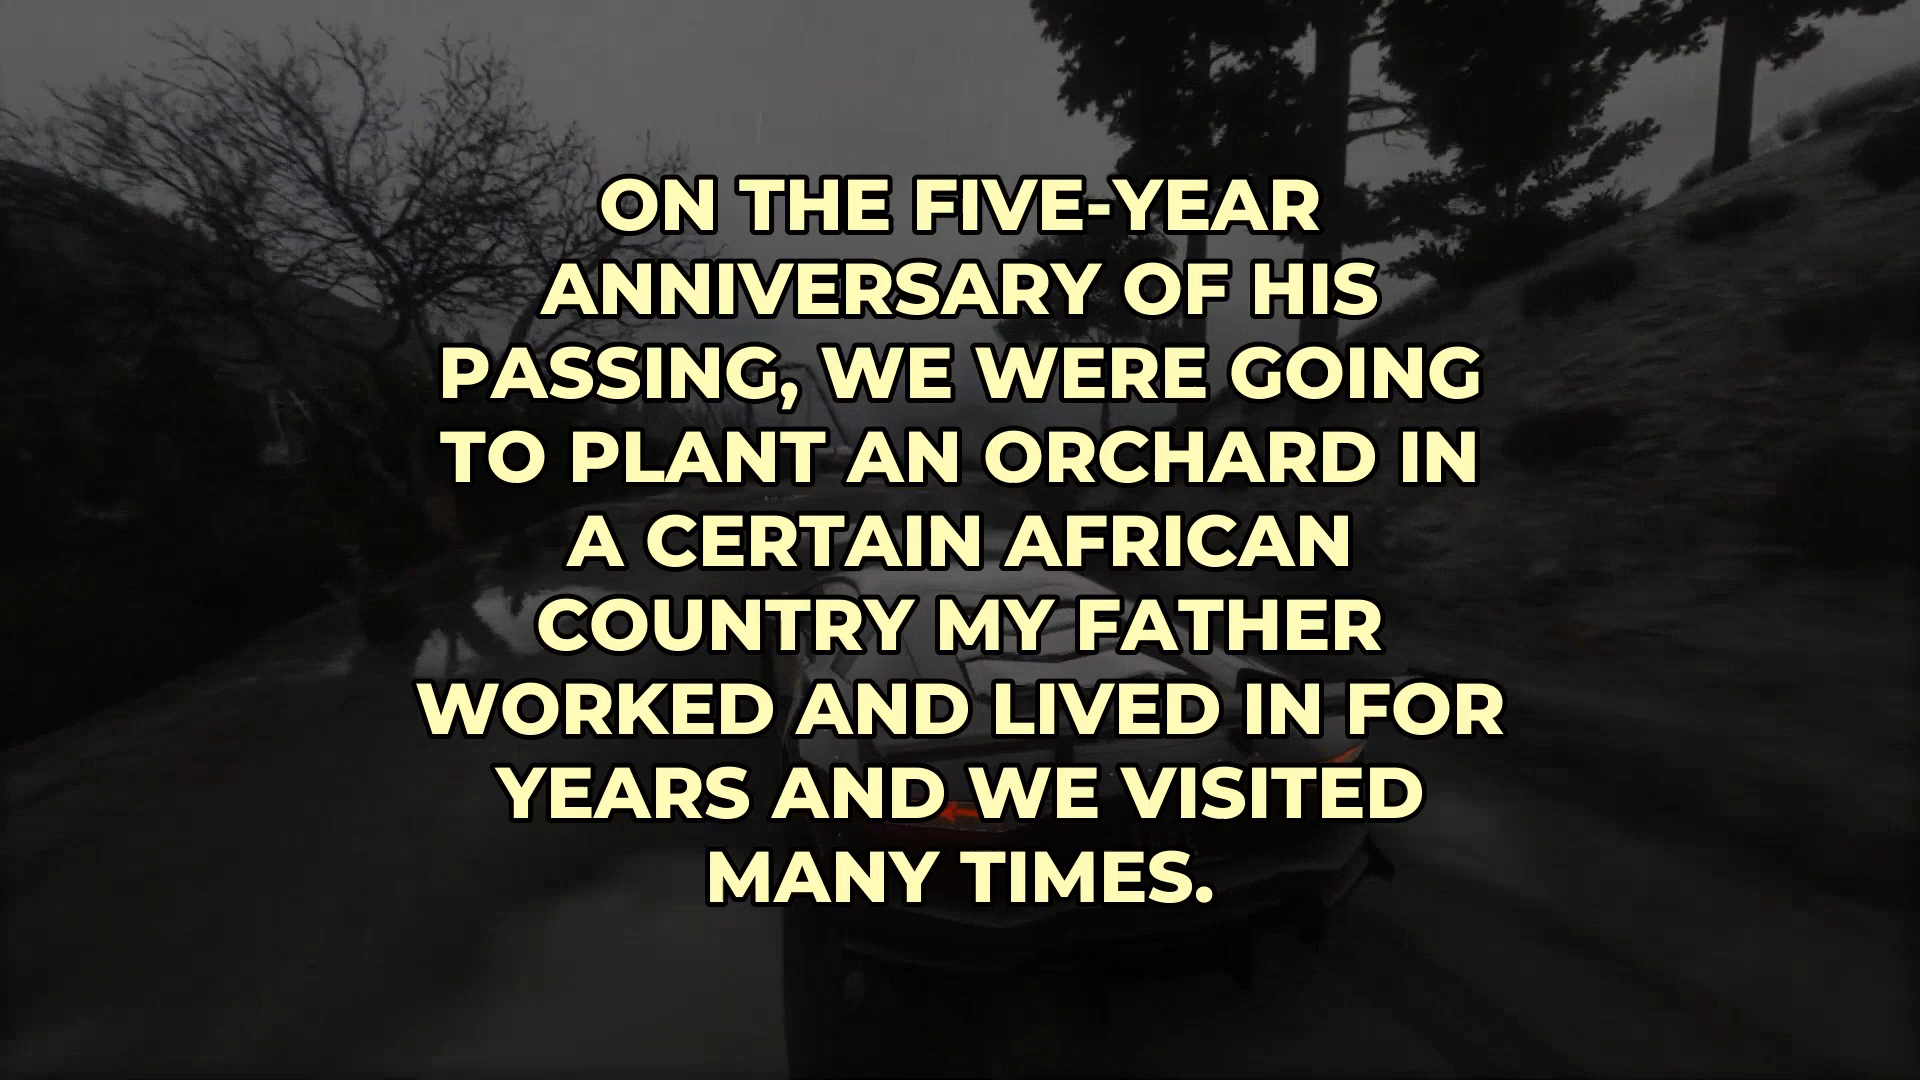 ON THE FIVE-YEAR
ANNIVERSARY OF HIS
PASSING, WE WERE GOING
TO PLANT AN ORCHARD IN
A CERTAIN AFRICAN
COUNTRY MY FATHER
WORKED AND LIVED IN FOR
YEARS AND WE VISITED
MANY TIMES.